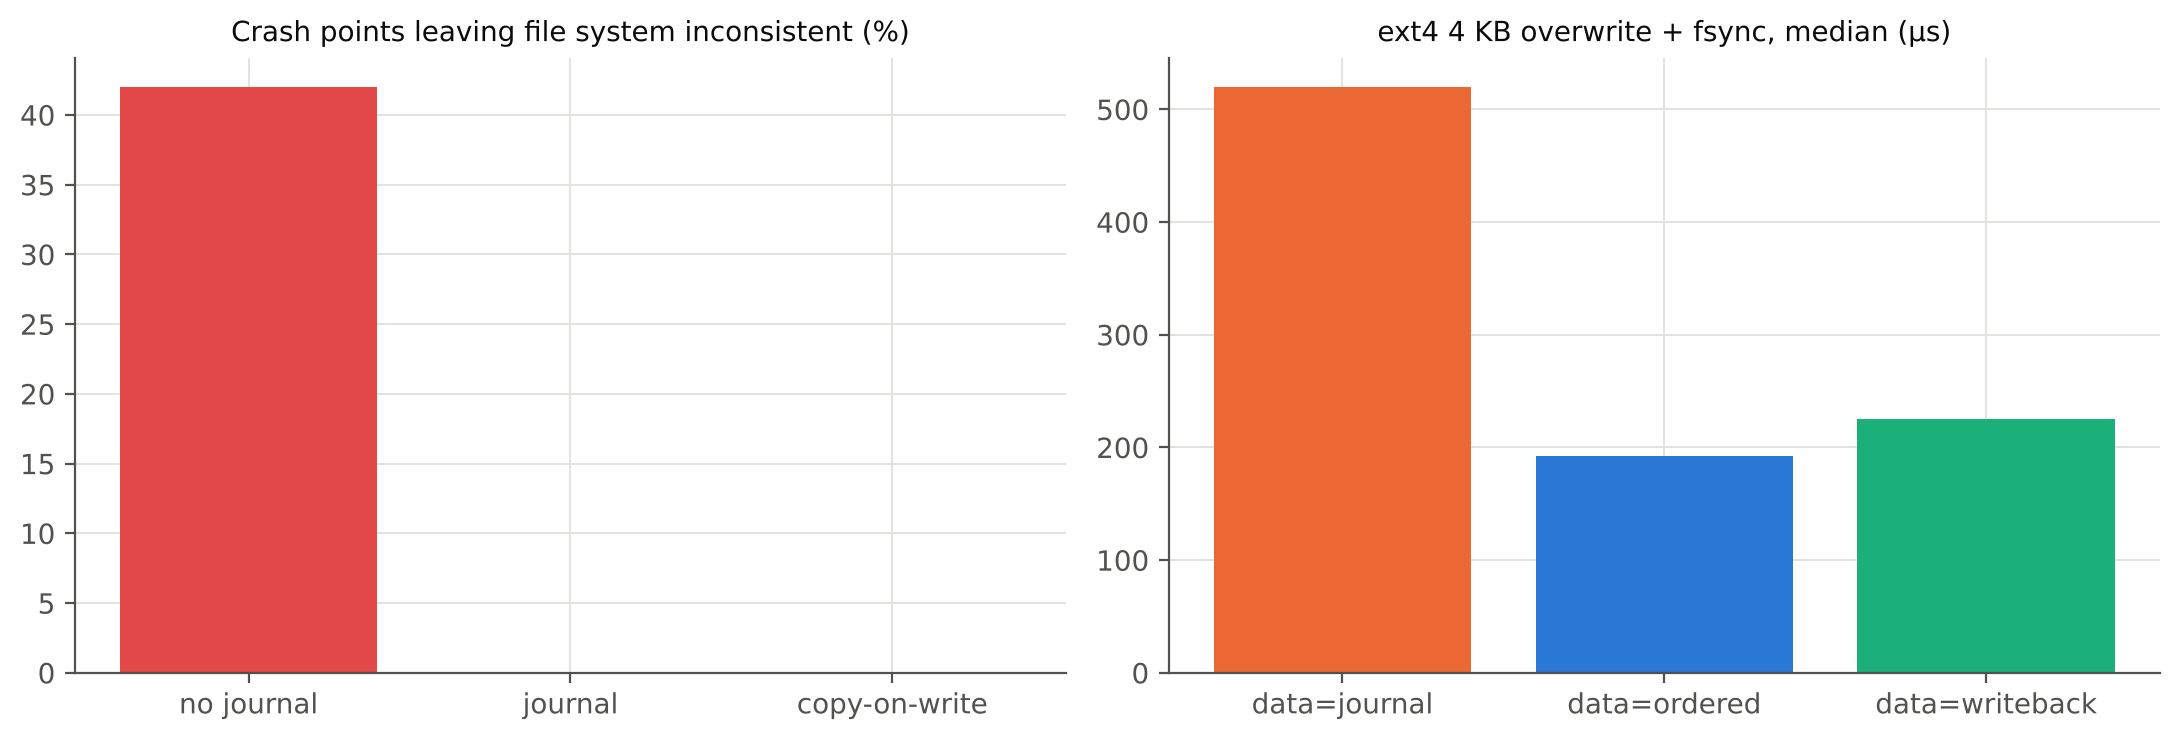 Crash points leaving file system inconsistent (%)
40
35
30
25
20
15
10
5
0
no journal
journal
copy-on-write
ext4 4 KB overwrite + fsync, median (µs)
500
400
300
200
100
0
data=journal
data=ordered
data=writeback